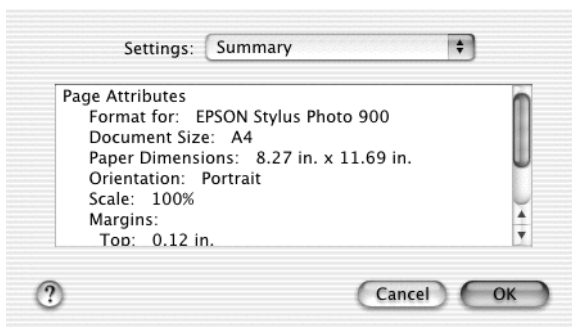 Settings: Summary
Page Attributes
Format for: EPSON Stylus Photo 900
Document Size: A4
Paper Dimensions: 8.27 in. x 11.69 in.
Orientation: Portrait
Scale: 100%
Margins:
Top: 0.12 in.
? Cancel OK